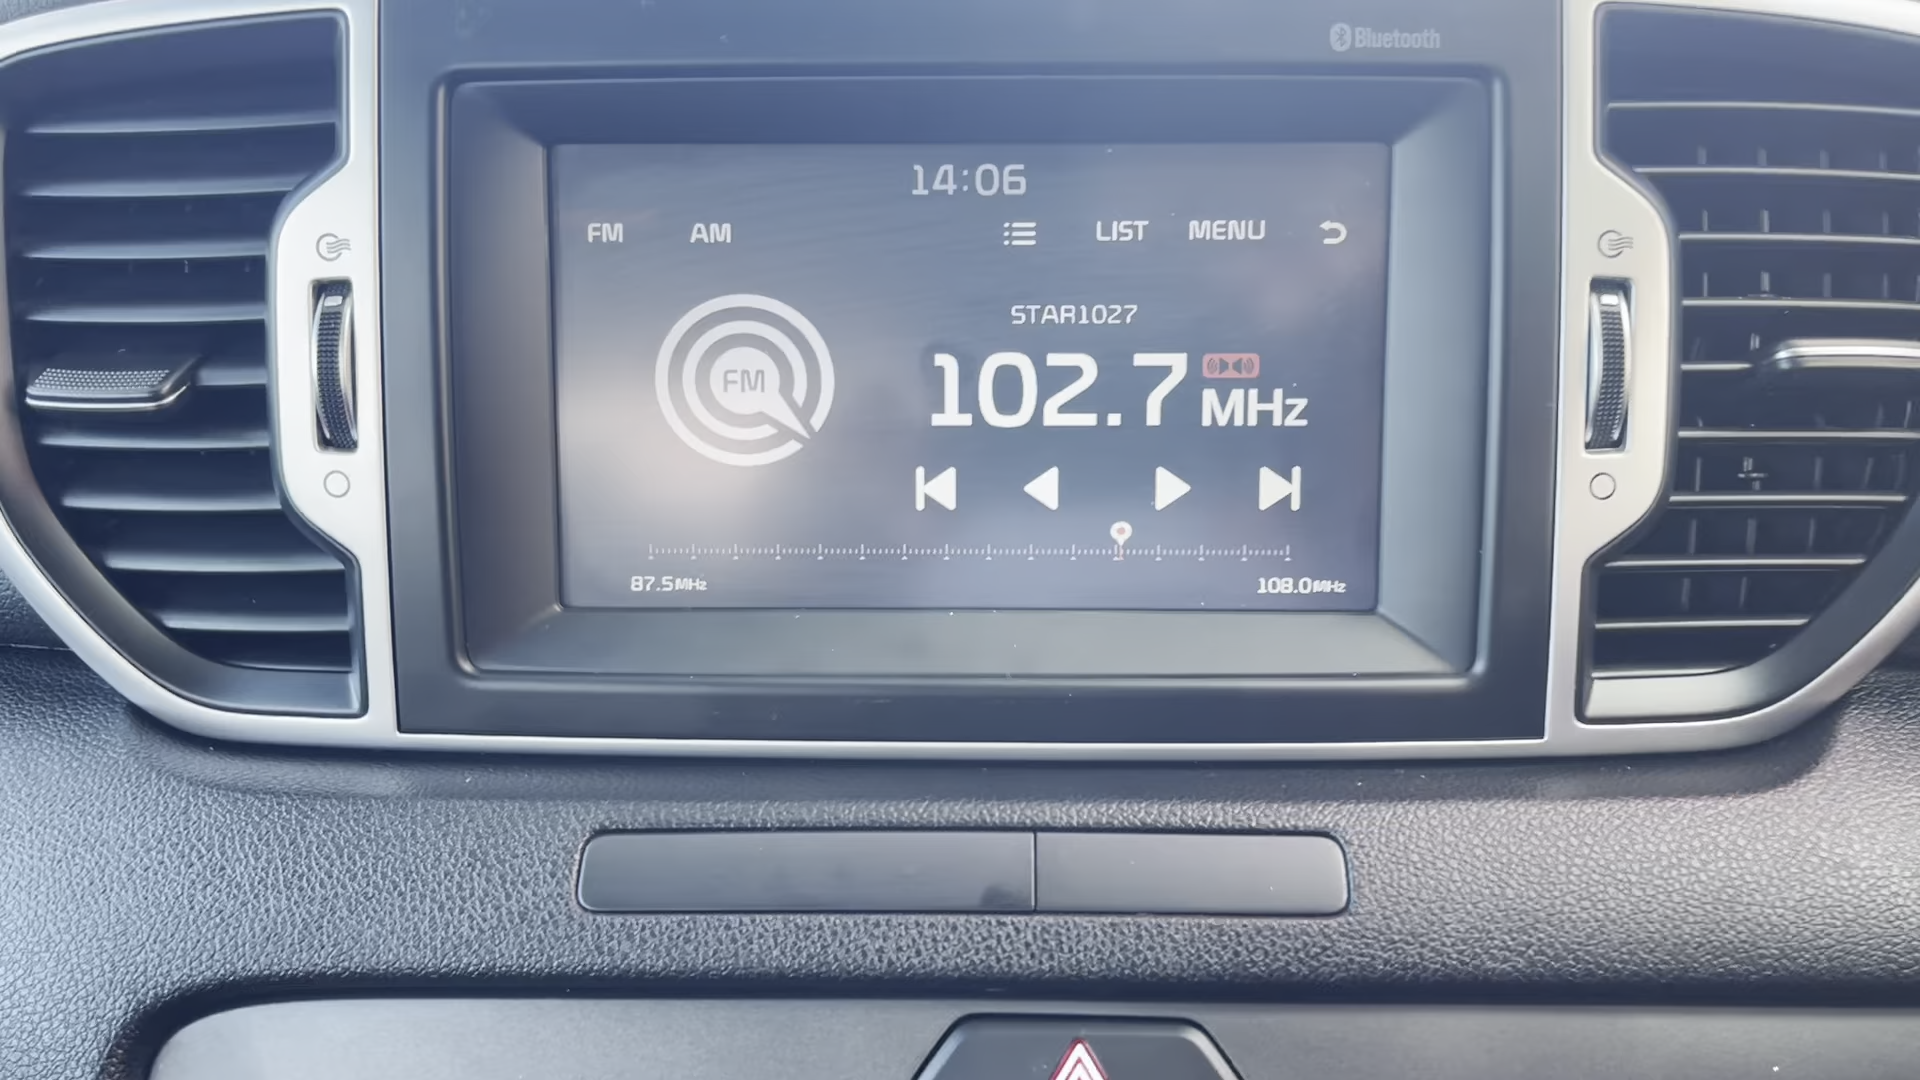 Bluetooth
14:06
FM AM LIST MENU
STAR1027
FM
102.7 MHz
87.5MHz 108.0MHz